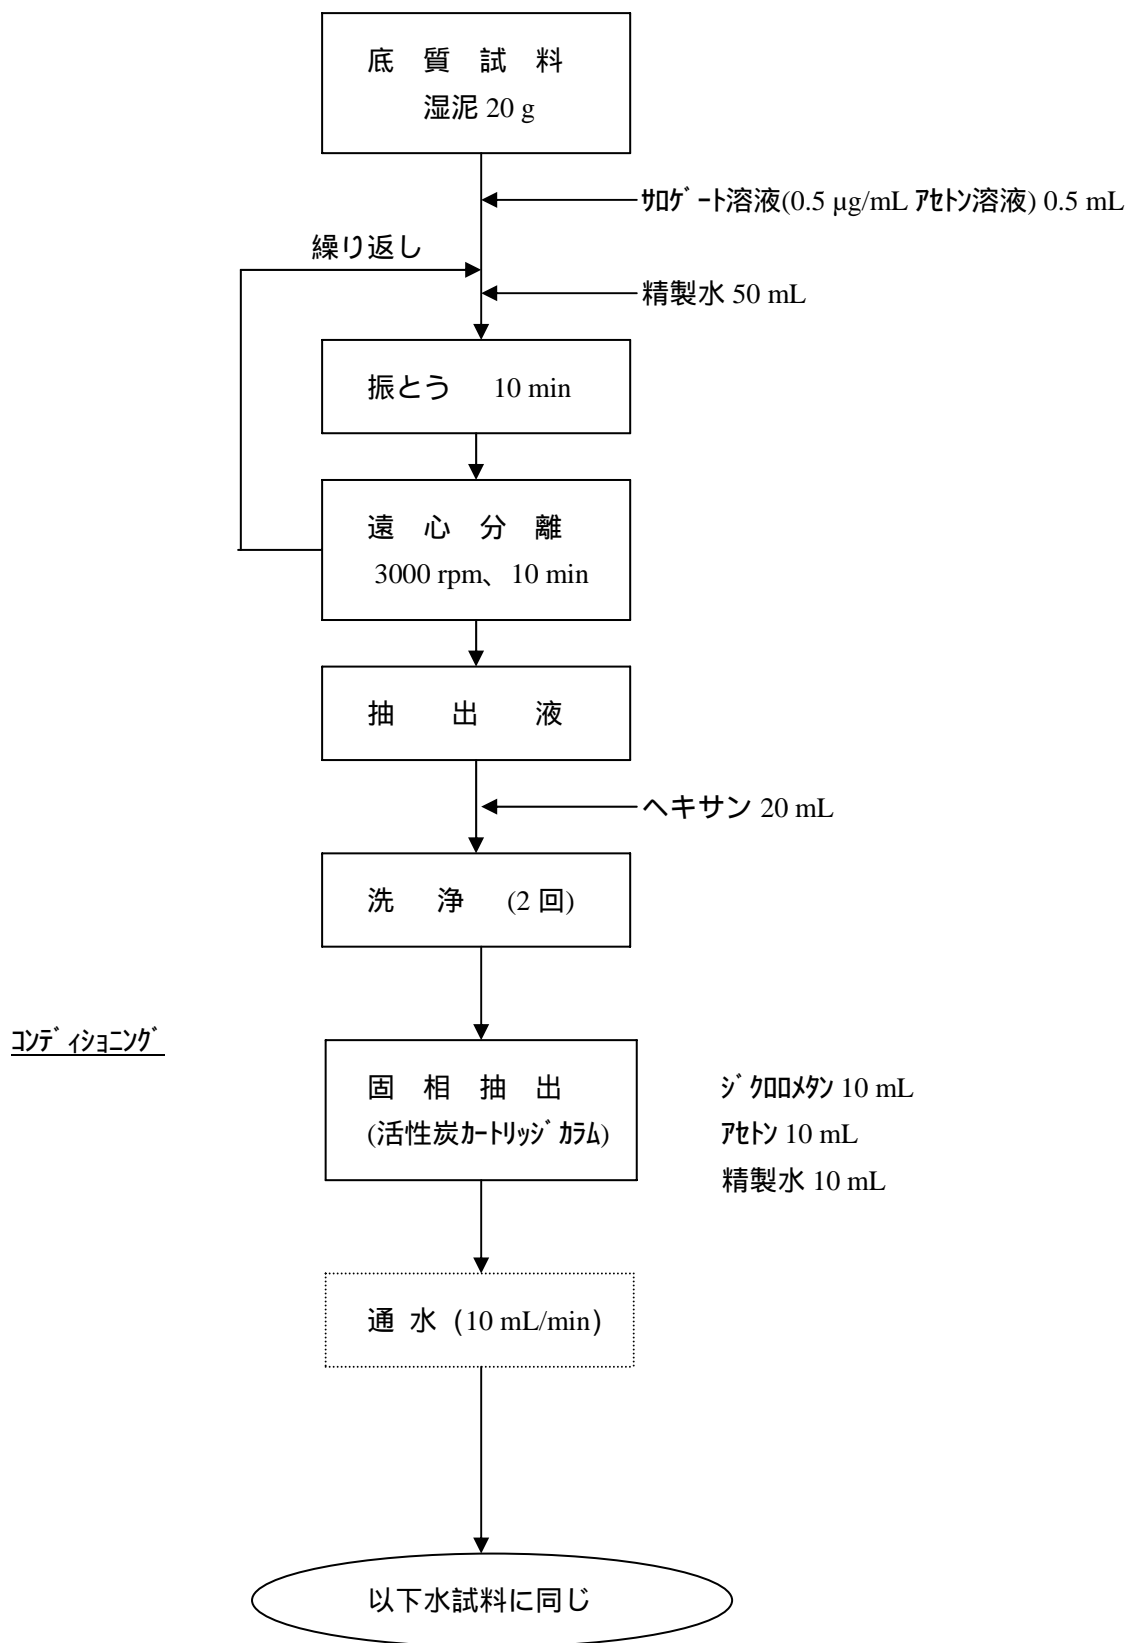 底 質 試 料
湿泥 20 g
サロゲート溶液(0.5 μg/mL アセトン溶液) 0.5 mL
繰り返し
精製水 50 mL
振とう 10 min
遠 心 分 離
3000 rpm、10 min
抽 出 液
ヘキサン 20 mL
洗 浄 (2 回)
コンディショニング
固 相 抽 出
(活性炭カートリッジカラム)
ジクロロメタン 10 mL
アセトン 10 mL
精製水 10 mL
通 水 (10 mL/min)
以下水試料に同じ